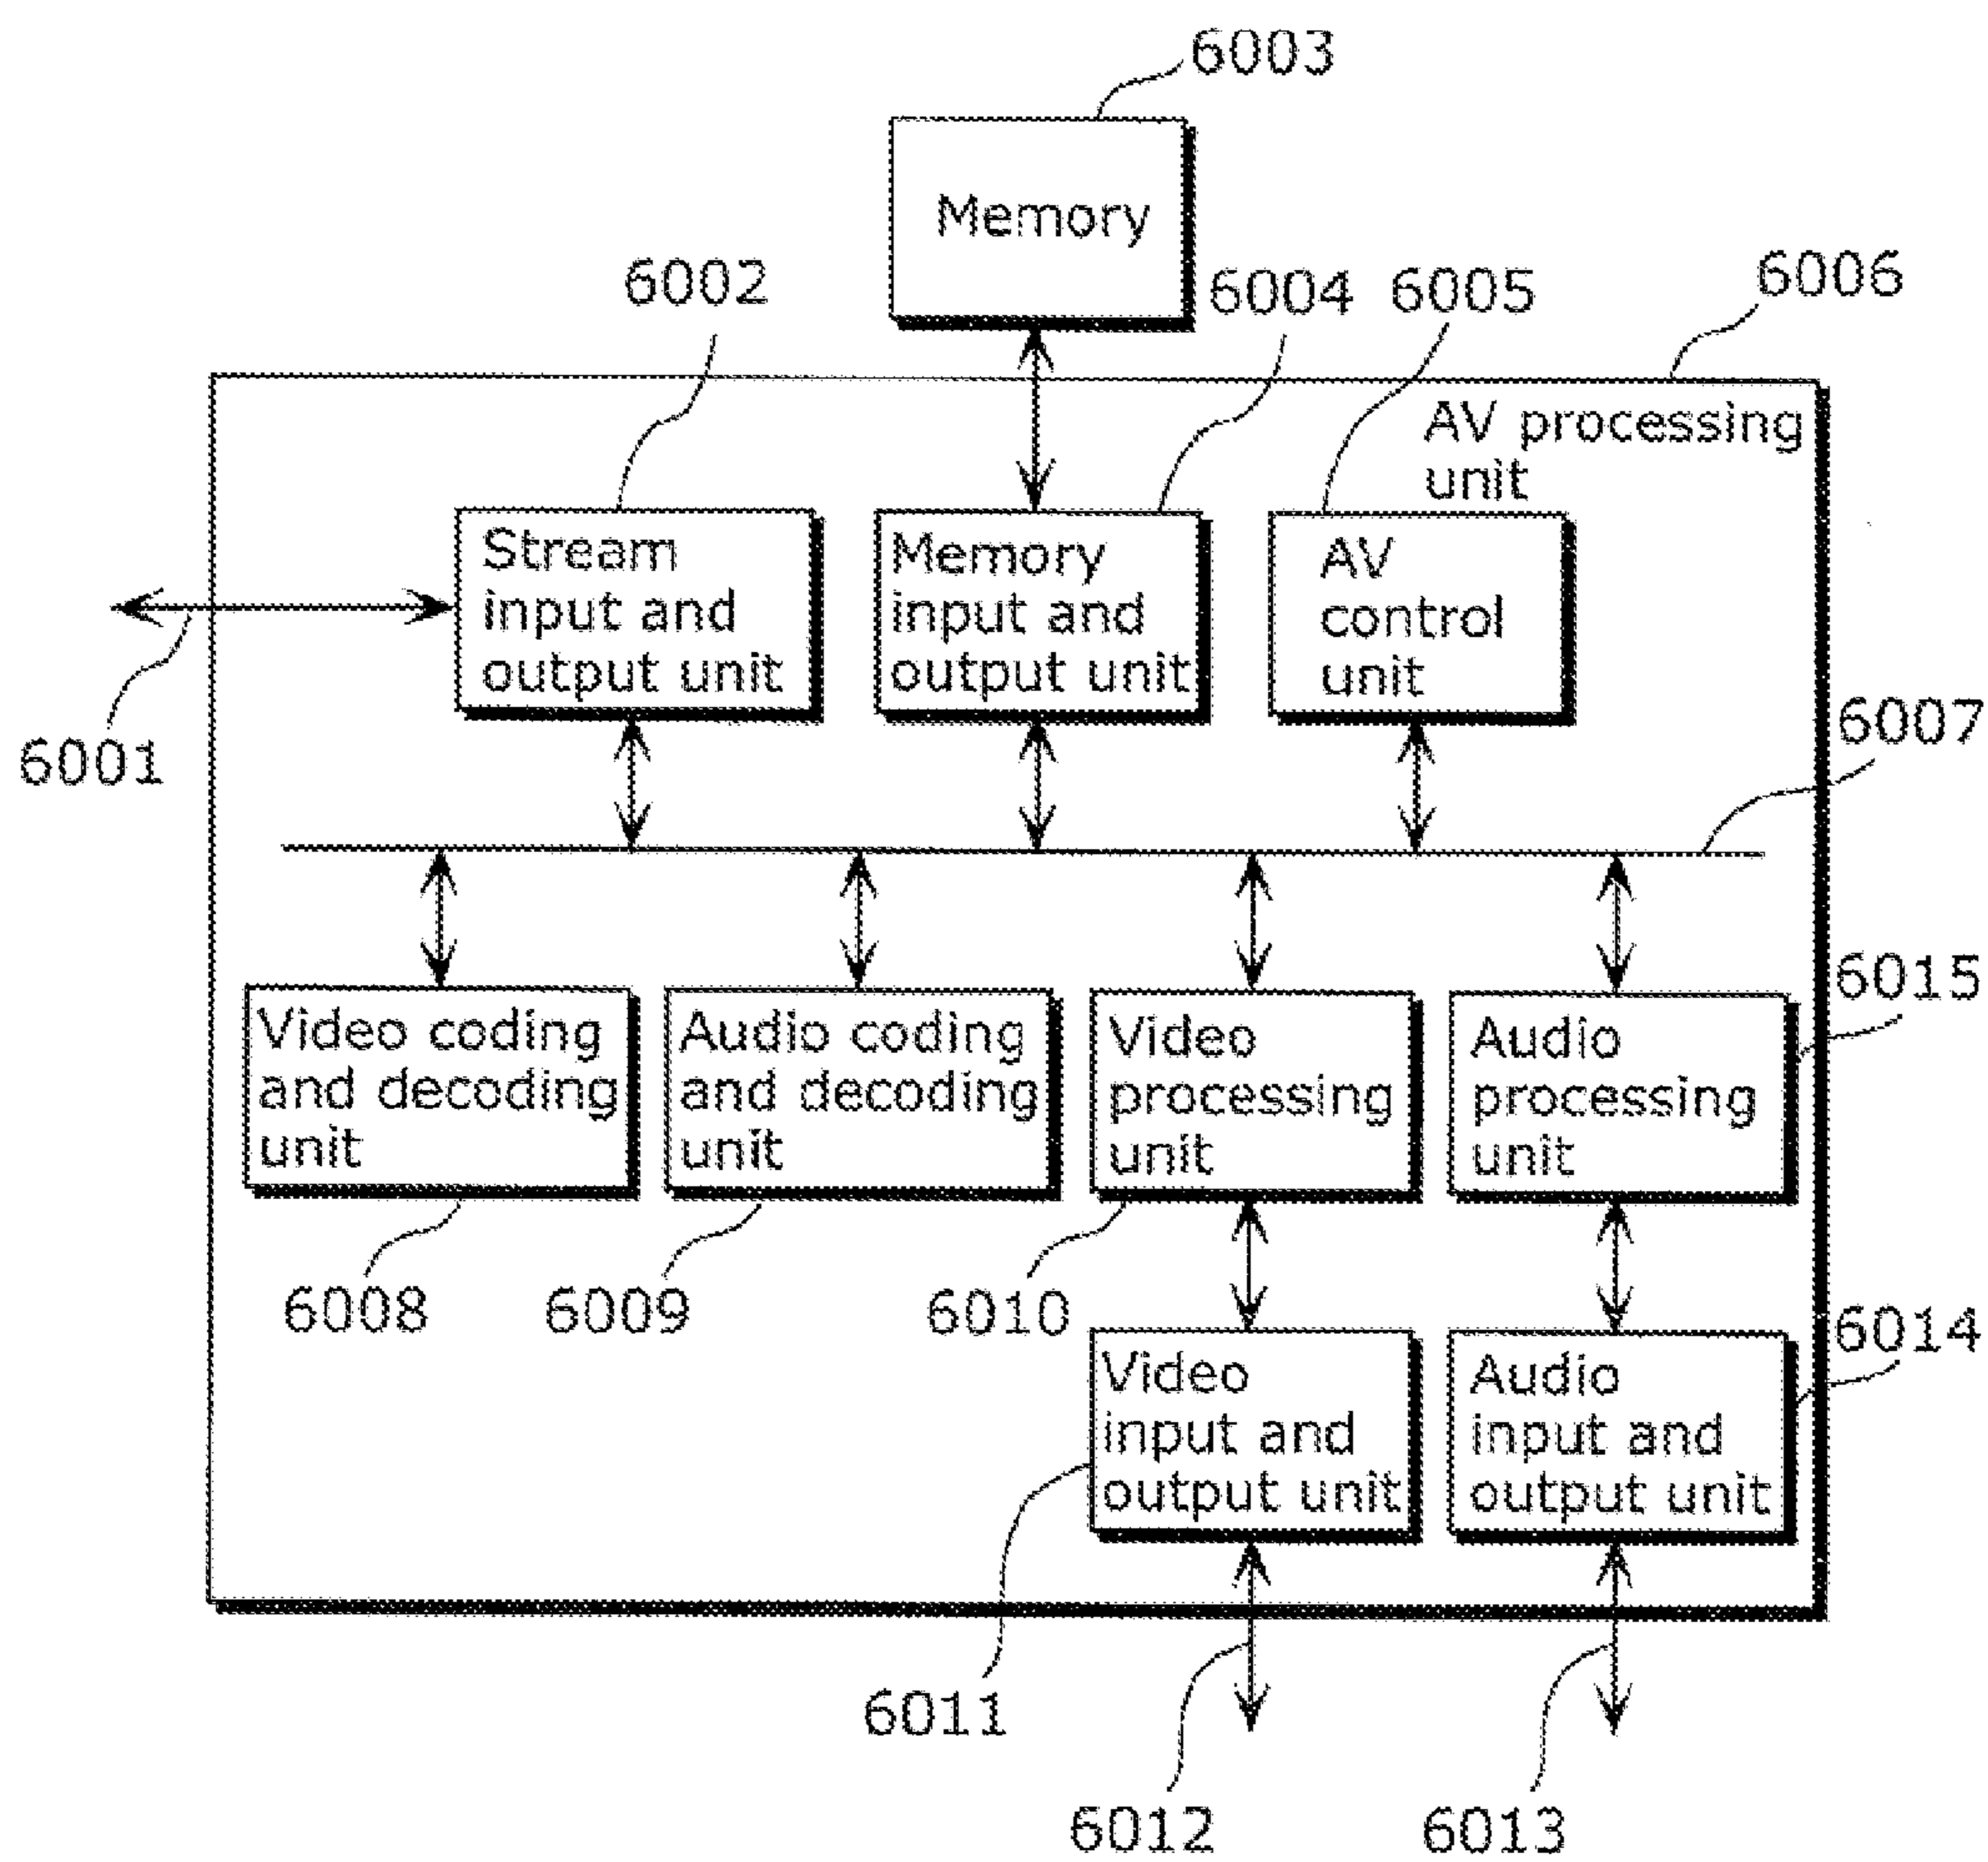 6003
Memory
6002
6004
6005
6006
AV processing
unit
Stream
input and
output unit
Memory
input and
output unit
AV
control
unit
6001
6007
Video coding
and decoding
unit
Audio coding
and decoding
unit
Video
processing
unit
Audio
processing
unit
6015
6008
6009
6010
Video
input and
output unit
Audio
input and
output unit
6014
6011
6012
6013